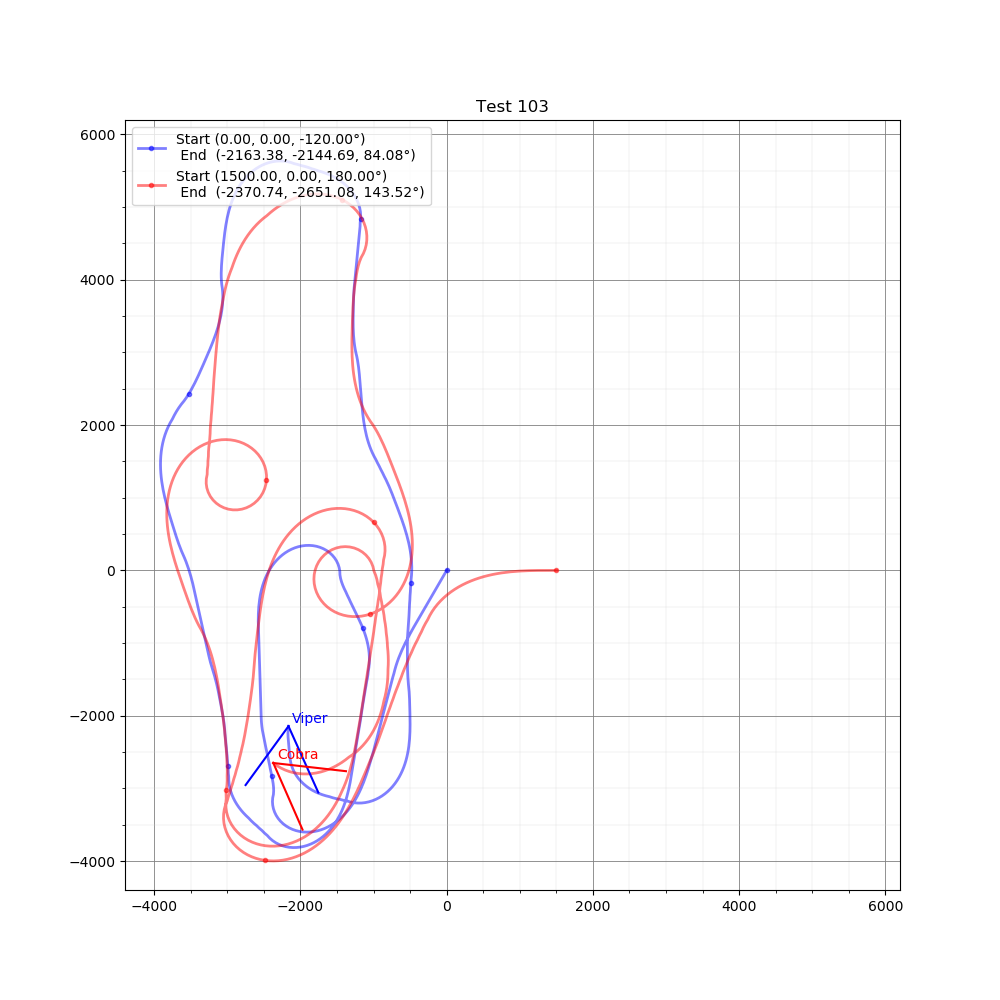 Test 103
6000
4000
2000
0
−2000
−4000
Start (0.00, 0.00, -120.00°)
End (-2163.38, -2144.69, 84.08°)
Start (1500.00, 0.00, 180.00°)
End (-2370.74, -2651.08, 143.52°)
Viper
Cobra
−4000 −2000 0 2000 4000 6000